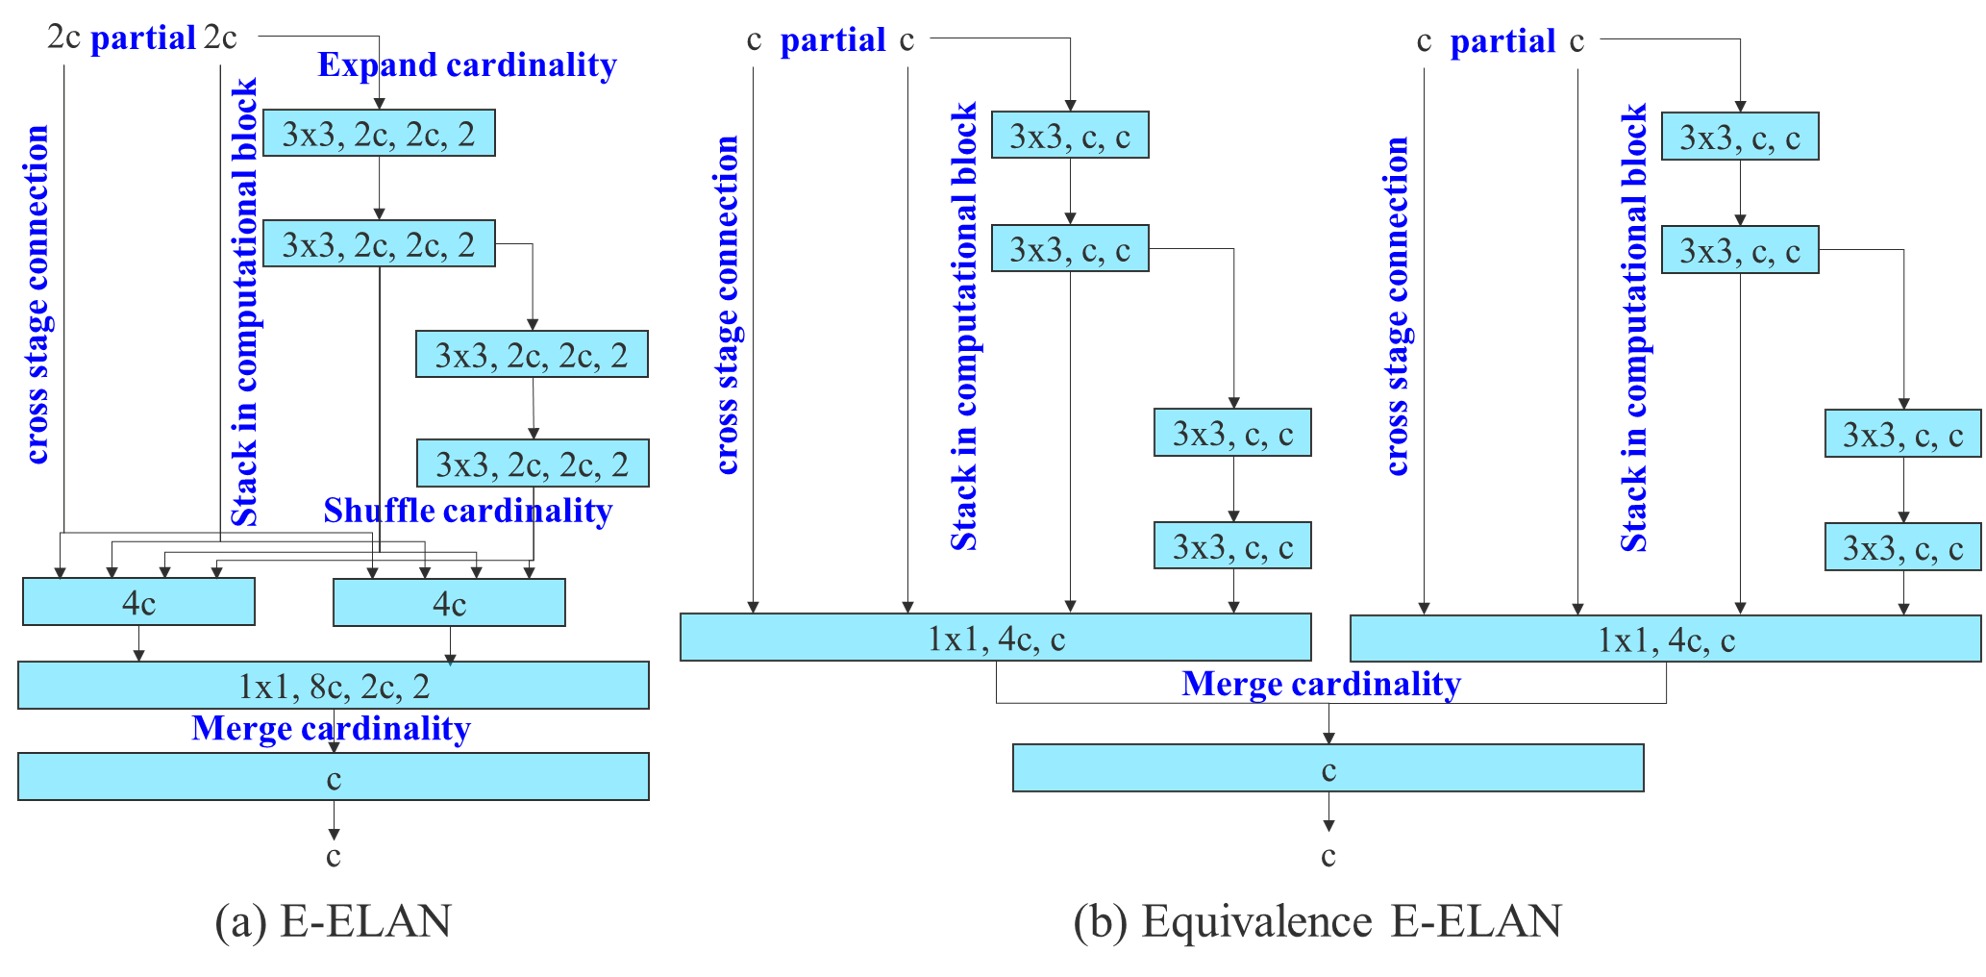 2c partial 2c
Expand cardinality
cross stage connection
Stack in computational block
3x3, 2c, 2c, 2
3x3, 2c, 2c, 2
3x3, 2c, 2c, 2
3x3, 2c, 2c, 2
Shuffle cardinality
4c
4c
1x1, 8c, 2c, 2
Merge cardinality
c
c
(a) E-ELAN
c partial c
cross stage connection
Stack in computational block
3x3, c, c
3x3, c, c
3x3, c, c
3x3, c, c
1x1, 4c, c
c partial c
cross stage connection
Stack in computational block
3x3, c, c
3x3, c, c
3x3, c, c
3x3, c, c
1x1, 4c, c
Merge cardinality
c
c
(b) Equivalence E-ELAN